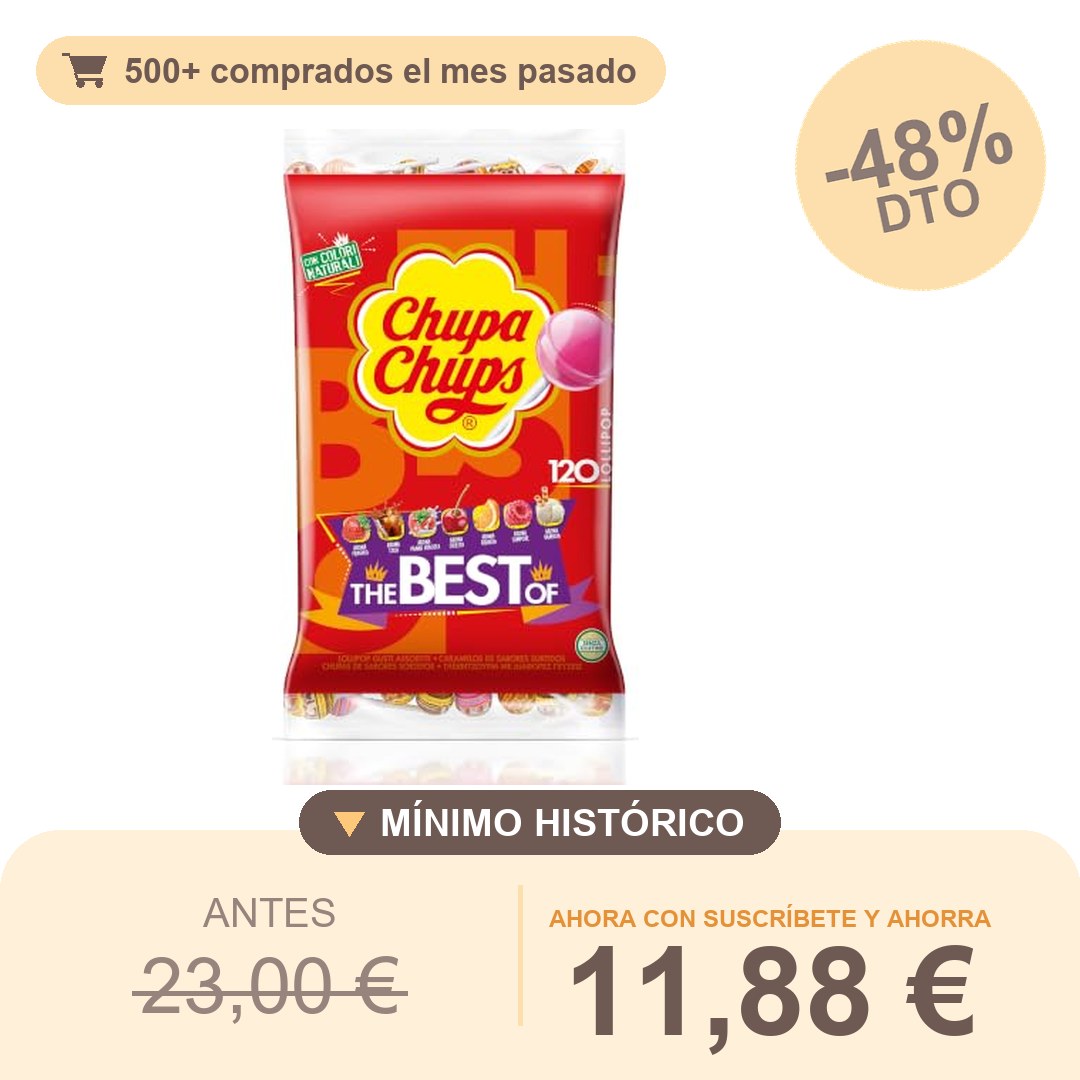 500+ comprados el mes pasado
-48%
DTO
CON COLORI
NATURALI
Chupa
Chups
®
120
LOLLIPOP
THE BEST OF
MÍNIMO HISTÓRICO
ANTES
23,00 €
AHORA CON SUSCRÍBETE Y AHORRA
11,88 €